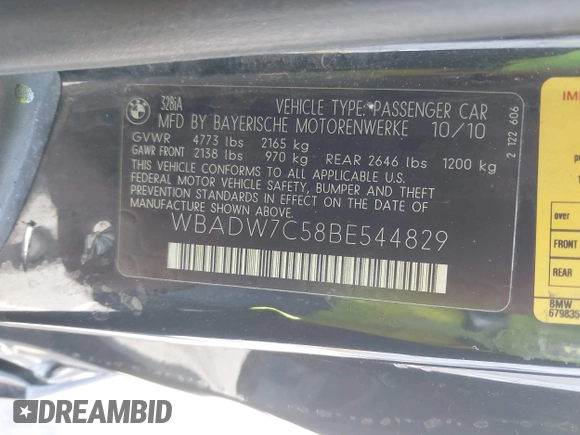 BMW
328iA
VEHICLE TYPE: PASSENGER CAR
MFD BY BAYERISCHE MOTORENWERKE 10/10
GVWR 4773 lbs 2165 kg
GAWR FRONT 2138 lbs 970 kg REAR 2646 lbs 1200 kg
THIS VEHICLE CONFORMS TO ALL APPLICABLE U.S.
FEDERAL MOTOR VEHICLE SAFETY, BUMPER AND THEFT
PREVENTION STANDARDS IN EFFECT ON THE DATE OF
MANUFACTURE SHOWN ABOVE.
WBADW7C58BE544829
2 122 606
over
FRONT
REAR
BMW
67983
DREAMBID